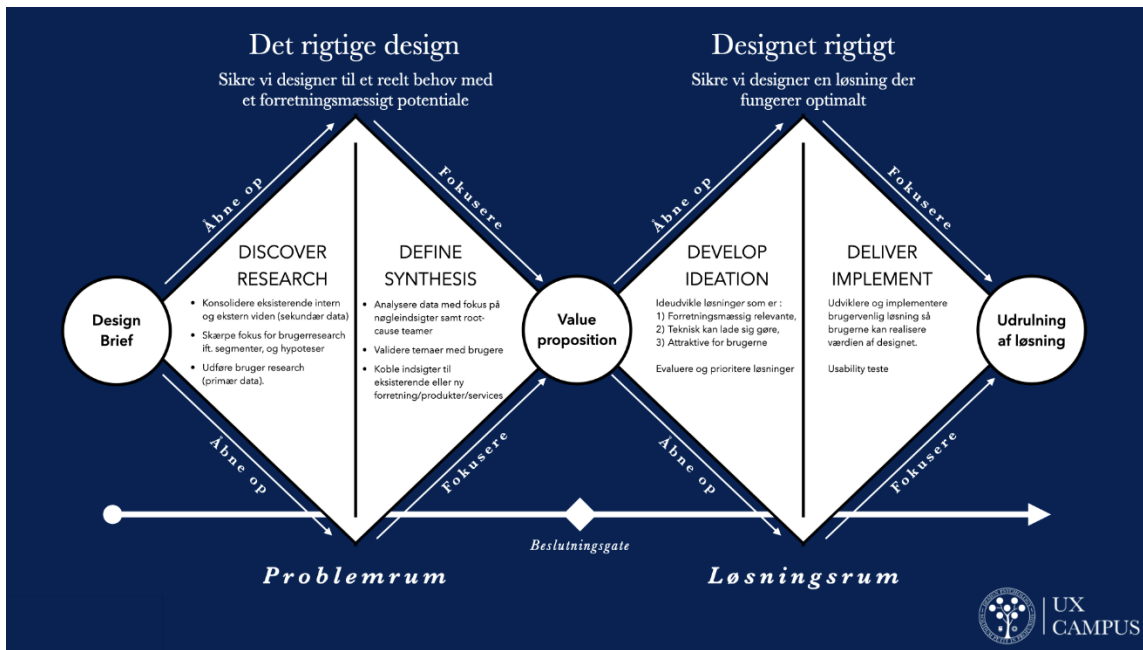 Det rigtige design
Sikre vi designer til et reelt behov med
et forretningsmæssigt potentiale
Designet rigtigt
Sikre vi designer en løsning der
fungerer optimalt
Åbne op
Fokusere
Åbne op
Fokusere
Design
Brief
DISCOVER
RESEARCH
• Konsolidere eksisterende intern
og ekstern viden (sekundær data)
• Skærpe fokus for brugerresearch
ift. segmenter, og hypoteser
• Udføre bruger research
(primær data).
DEFINE
SYNTHESIS
• Analysere data med fokus på
nøgleindsigter samt root-
cause teamer
• Validere temaer med brugere
• Koble indsigter til
eksisterende eller ny
forretning/produkter/services
Value
proposition
DEVELOP
IDEATION
Ideudvikle løsninger som er :
1) Forretningsmæssig relevante,
2) Teknisk kan lade sig gøre,
3) Attraktive for brugerne
Evaluere og prioritere løsninger
DELIVER
IMPLEMENT
Udviklere og implementere
brugervenlig løsning så
brugerne kan realisere
værdien af designet.
Usability teste
Udrulning
af løsning
Åbne op
Fokusere
Åbne op
Fokusere
Beslutningsgate
Problemrum
Løsningsrum
UX
CAMPUS